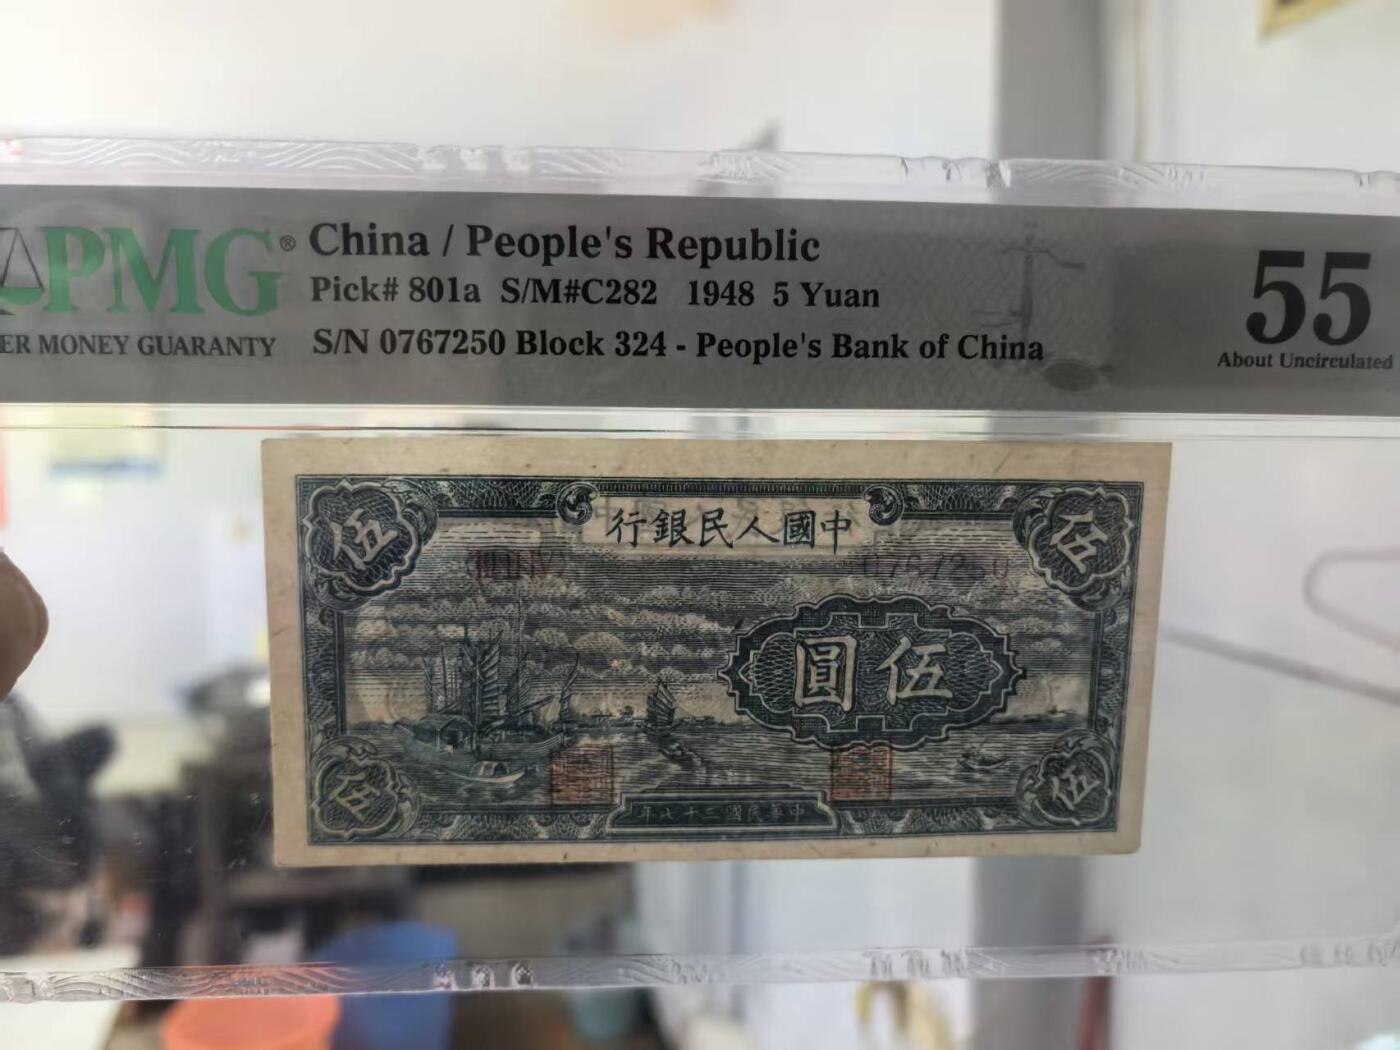 PMG® China / People's Republic 55
Pick# 801a S/M#C282 1948 5 Yuan
ER MONEY GUARANTY S/N 0767250 Block 324 - People's Bank of China About Uncirculated
行銀民人國中
伍 伍
0767250
圓伍
伍 伍
年七十三國民華中